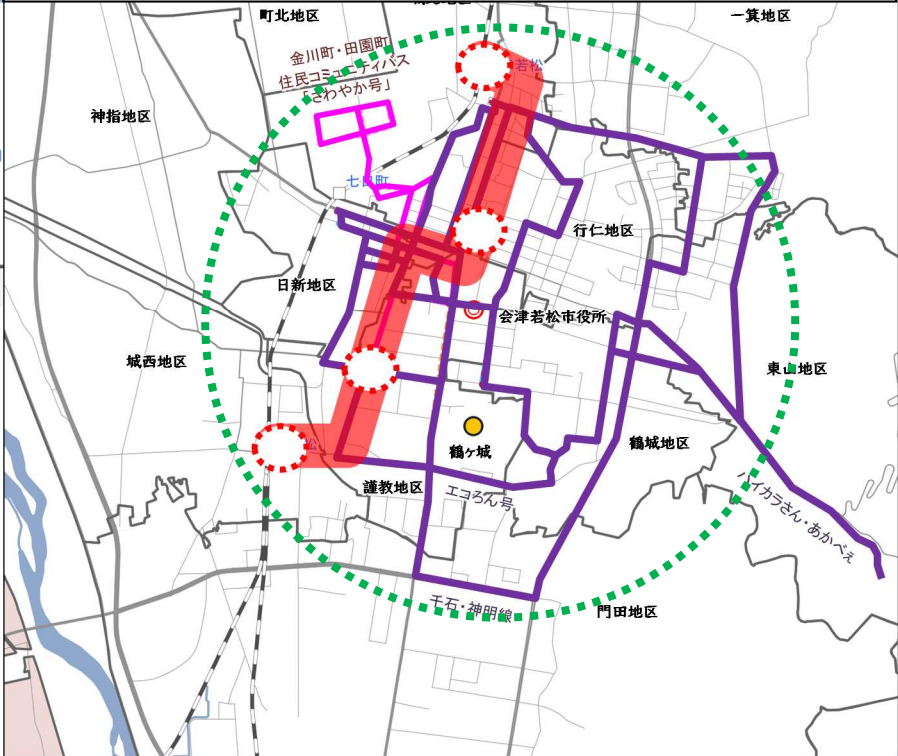 町北地区
一箕地区
金川町・田園町
住民コミュニティバス
「さわやか号」
若松
神指地区
七日町
行仁地区
日新地区
会津若松市役所
城西地区
東山地区
鶴城地区
鶴ヶ城
謹教地区
エコろん号
ハイカラさん・あかべぇ
千石・神明線
門田地区